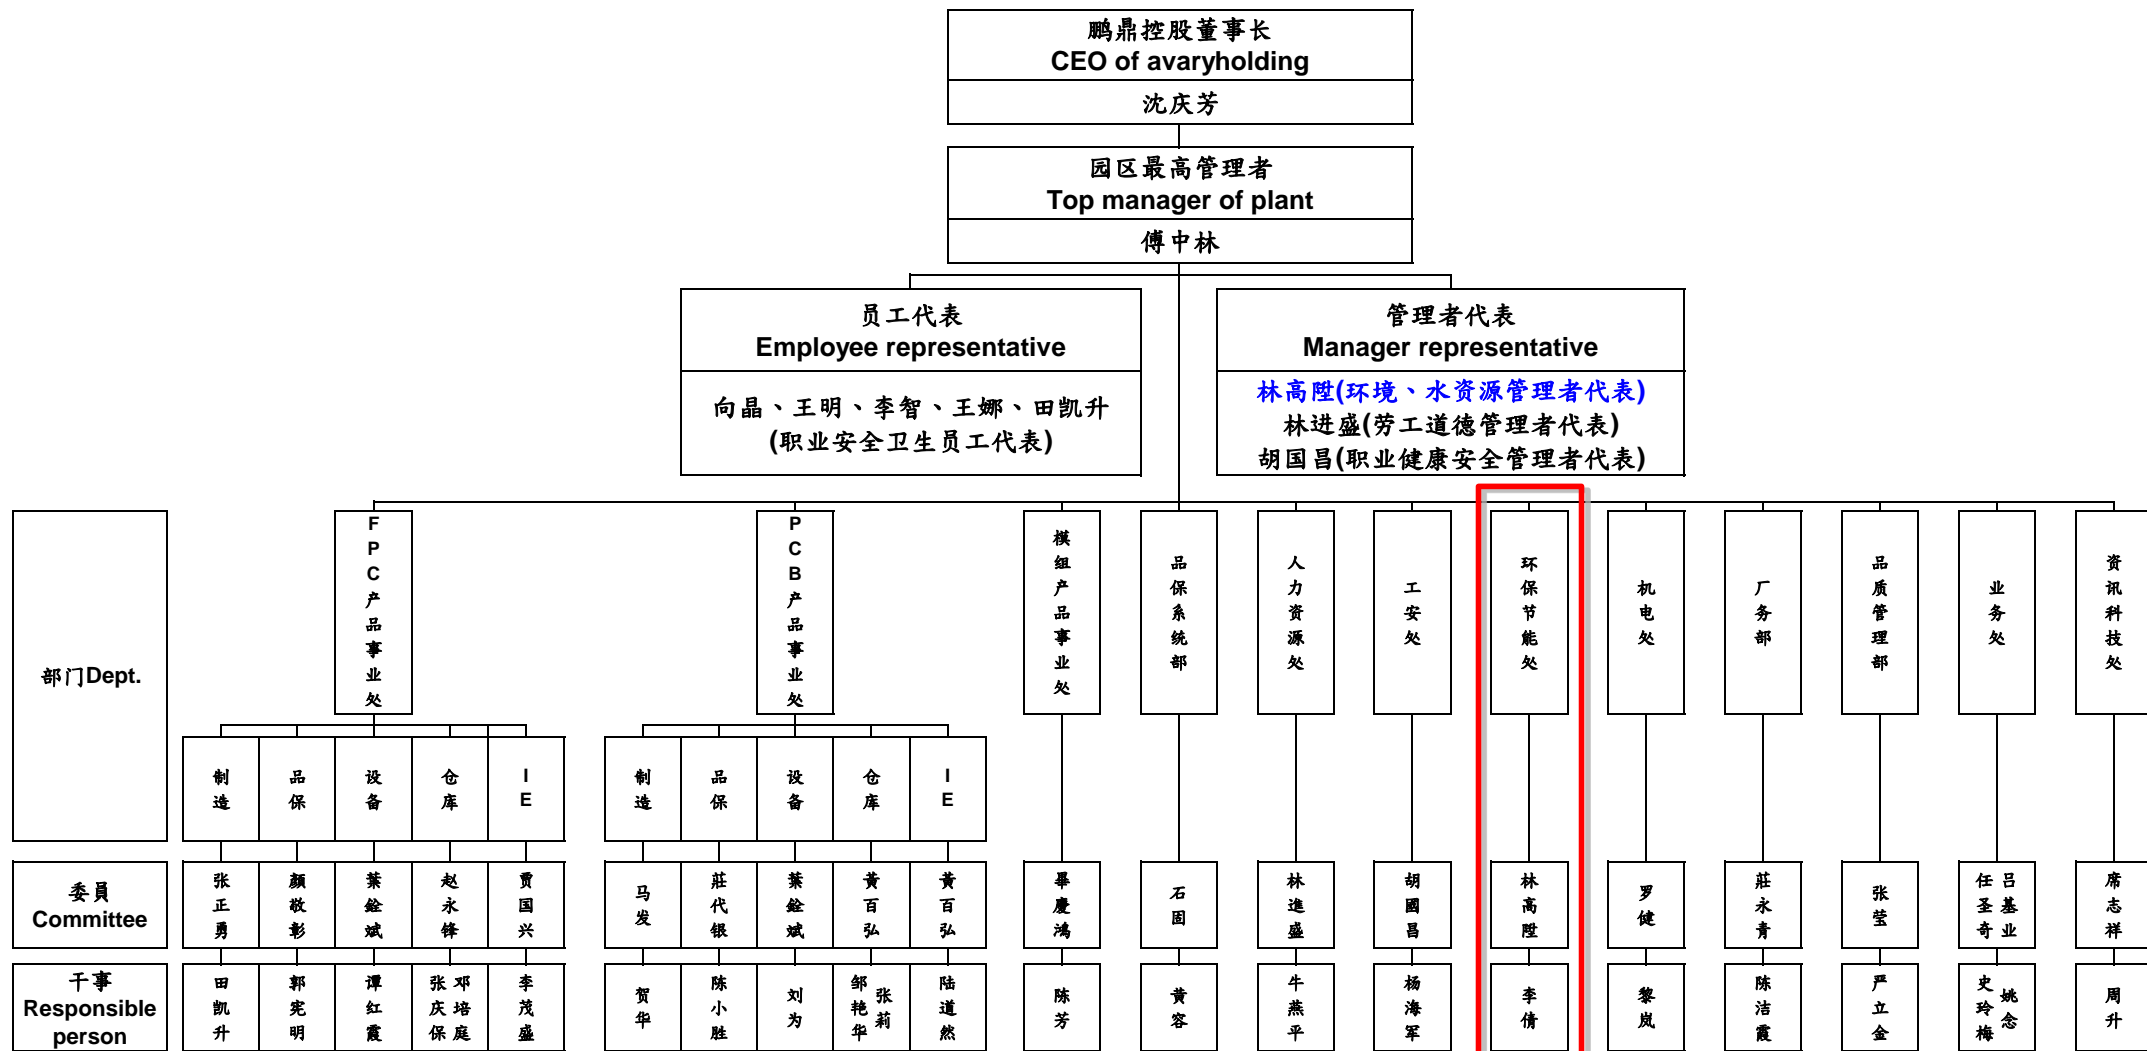 鹏鼎控股董事长
CEO of avaryholding
沈庆芳
园区最高管理者
Top manager of plant
傅中林
员工代表
Employee representative
向晶、王明、李智、王娜、田凯升
(职业安全卫生员工代表)
管理者代表
Manager representative
林高陞(环境、水资源管理者代表)
林进盛(劳工道德管理者代表)
胡国昌(职业健康安全管理者代表)
部门Dept.
FPC产品事业处
PCB产品事业处
模组产品事业处
品保系统部
人力资源处
工安处
环保节能处
机电处
厂务部
品质管理部
业务处
资讯科技处
制造
品保
设备
仓库
IE
制造
品保
设备
仓库
IE
委員
Committee
张正勇
颜敬彰
葉銓斌
赵永锋
贾国兴
马发
莊代银
葉銓斌
黃百弘
黃百弘
畢慶鴻
石固
林進盛
胡國昌
林高陞
罗健
莊永青
张莹
任圣奇
吕基业
席志祥
干事
Responsible
person
田凯升
郭宪明
谭红霞
张庆保
邓培庭
李茂盛
贺华
陈小胜
刘为
邹艳华
张莉
陆道然
陈芳
黄容
牛燕平
杨海军
李倩
黎岚
陈洁霞
严立金
史玲梅
姚念
周升